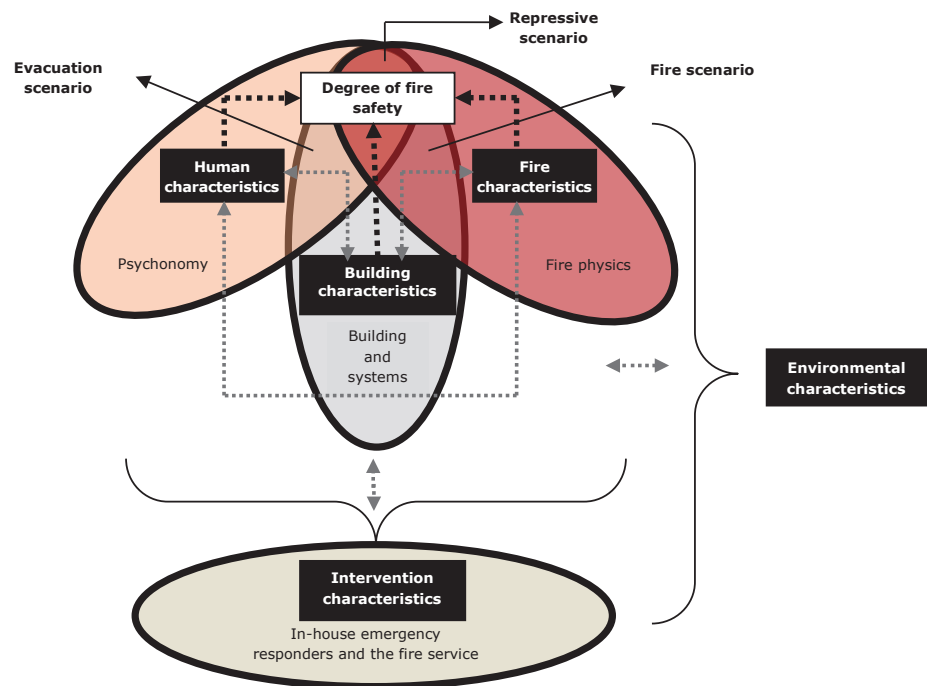 Repressive
scenario
Evacuation
scenario
Fire scenario
Degree of fire
safety
Human
characteristics
Fire
characteristics
Psychonomy
Fire physics
Building
characteristics
Building
and
systems
Environmental
characteristics
Intervention
characteristics
In-house emergency
responders and the fire service